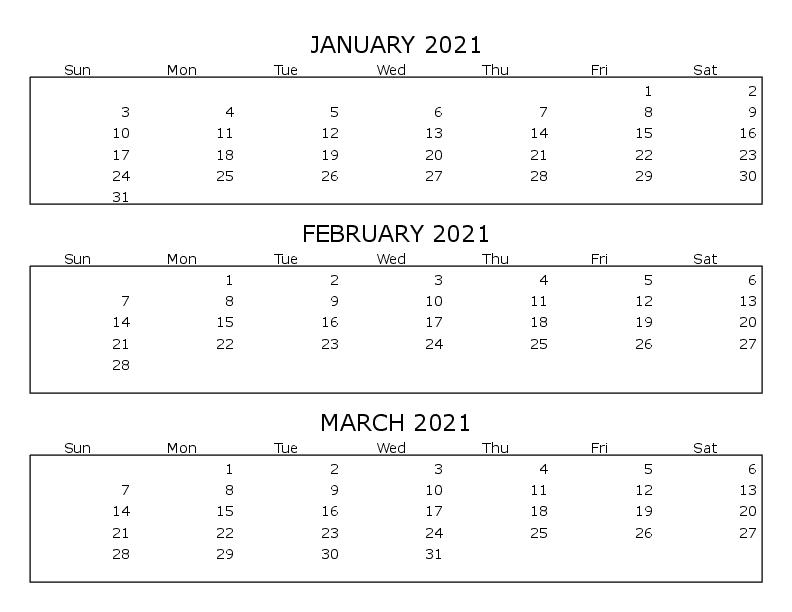 JANUARY 2021
Sun Mon Tue Wed Thu Fri Sat
1 2
3 4 5 6 7 8 9
10 11 12 13 14 15 16
17 18 19 20 21 22 23
24 25 26 27 28 29 30
31
FEBRUARY 2021
Sun Mon Tue Wed Thu Fri Sat
1 2 3 4 5 6
7 8 9 10 11 12 13
14 15 16 17 18 19 20
21 22 23 24 25 26 27
28
MARCH 2021
Sun Mon Tue Wed Thu Fri Sat
1 2 3 4 5 6
7 8 9 10 11 12 13
14 15 16 17 18 19 20
21 22 23 24 25 26 27
28 29 30 31